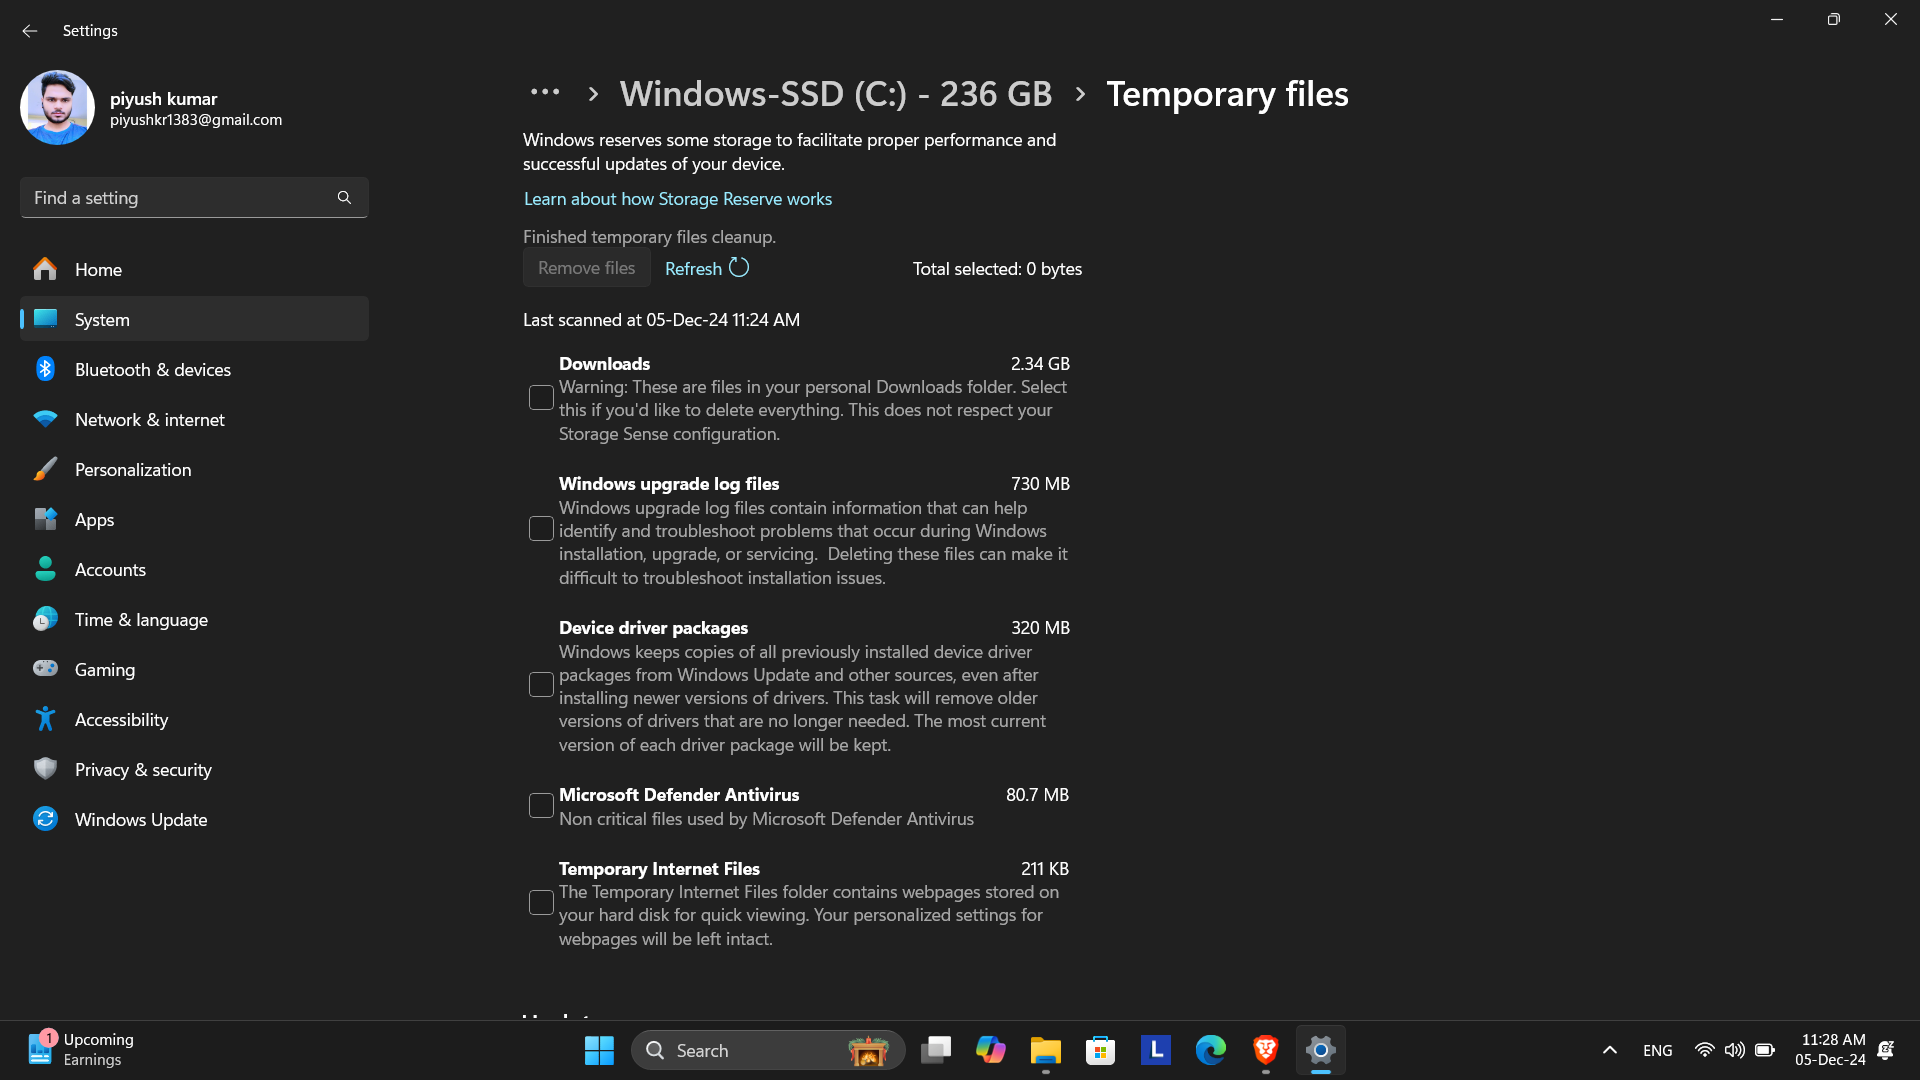 Settings
piyush kumar
piyushkr1383@gmail.com
Find a setting
Home
System
Bluetooth & devices
Network & internet
Personalization
Apps
Accounts
Time & language
Gaming
Accessibility
Privacy & security
Windows Update
... > Windows-SSD (C:) - 236 GB > Temporary files
Windows reserves some storage to facilitate proper performance and
successful updates of your device.
Learn about how Storage Reserve works
Finished temporary files cleanup.
Remove files Refresh Total selected: 0 bytes
Last scanned at 05-Dec-24 11:24 AM
Downloads 2.34 GB
Warning: These are files in your personal Downloads folder. Select
this if you'd like to delete everything. This does not respect your
Storage Sense configuration.
Windows upgrade log files 730 MB
Windows upgrade log files contain information that can help
identify and troubleshoot problems that occur during Windows
installation, upgrade, or servicing.  Deleting these files can make it
difficult to troubleshoot installation issues.
Device driver packages 320 MB
Windows keeps copies of all previously installed device driver
packages from Windows Update and other sources, even after
installing newer versions of drivers. This task will remove older
versions of drivers that are no longer needed. The most current
version of each driver package will be kept.
Microsoft Defender Antivirus 80.7 MB
Non critical files used by Microsoft Defender Antivirus
Temporary Internet Files 211 KB
The Temporary Internet Files folder contains webpages stored on
your hard disk for quick viewing. Your personalized settings for
webpages will be left intact.
1
Upcoming
Earnings
Search
L
ENG
11:28 AM
05-Dec-24